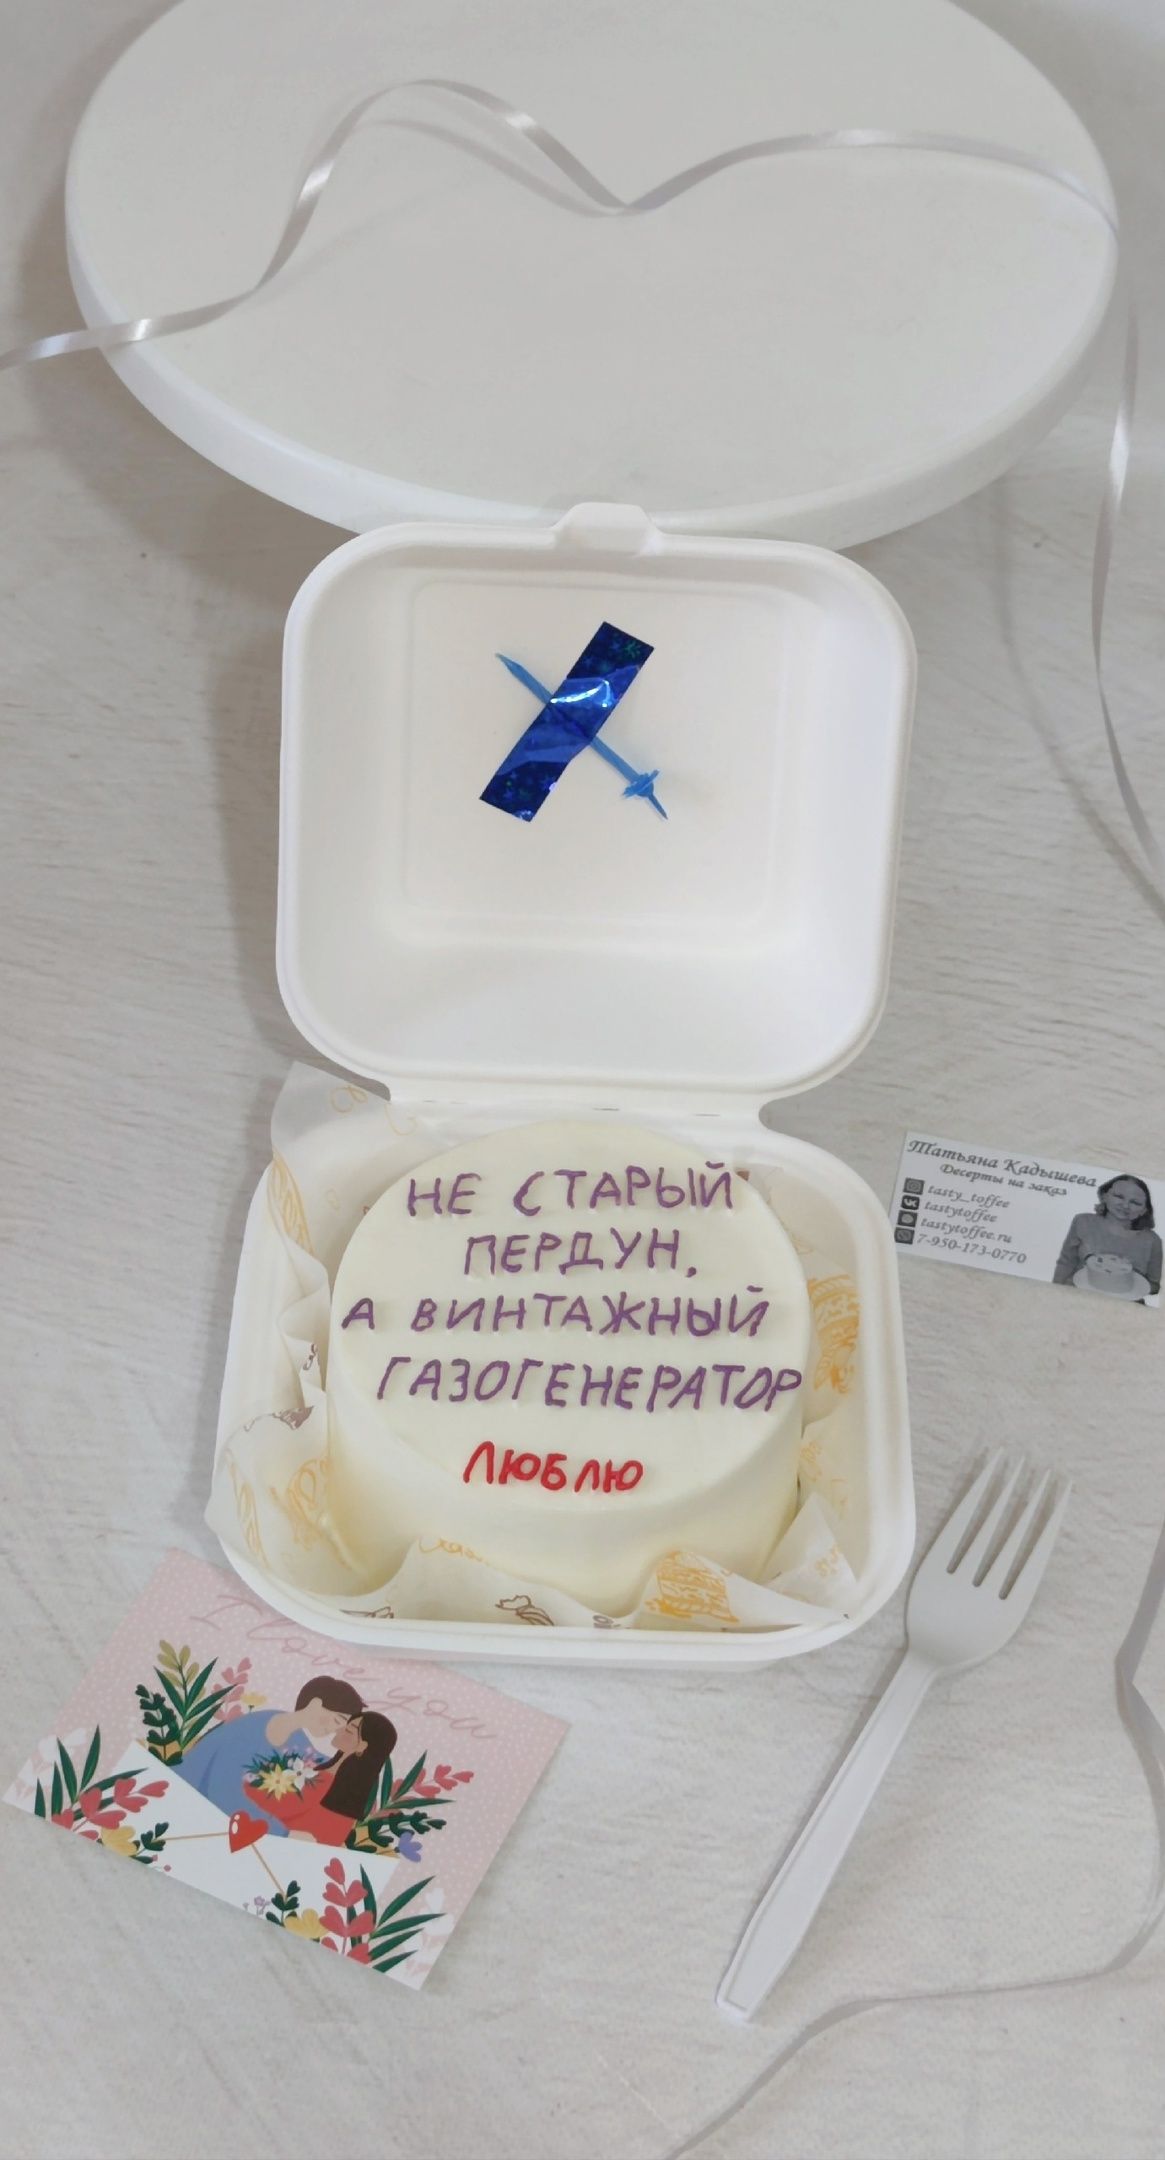 НЕ СТАРЫЙ
ПЕРДУН,
А ВИНТАЖНЫЙ
ГАЗОГЕНЕРАТОР
ЛЮБЛЮ
Татьяна Кадышева
Десерты на заказ
tasty_toffee
tastytoffee
tastytoffee.ru
7-950-173-0770
I love you